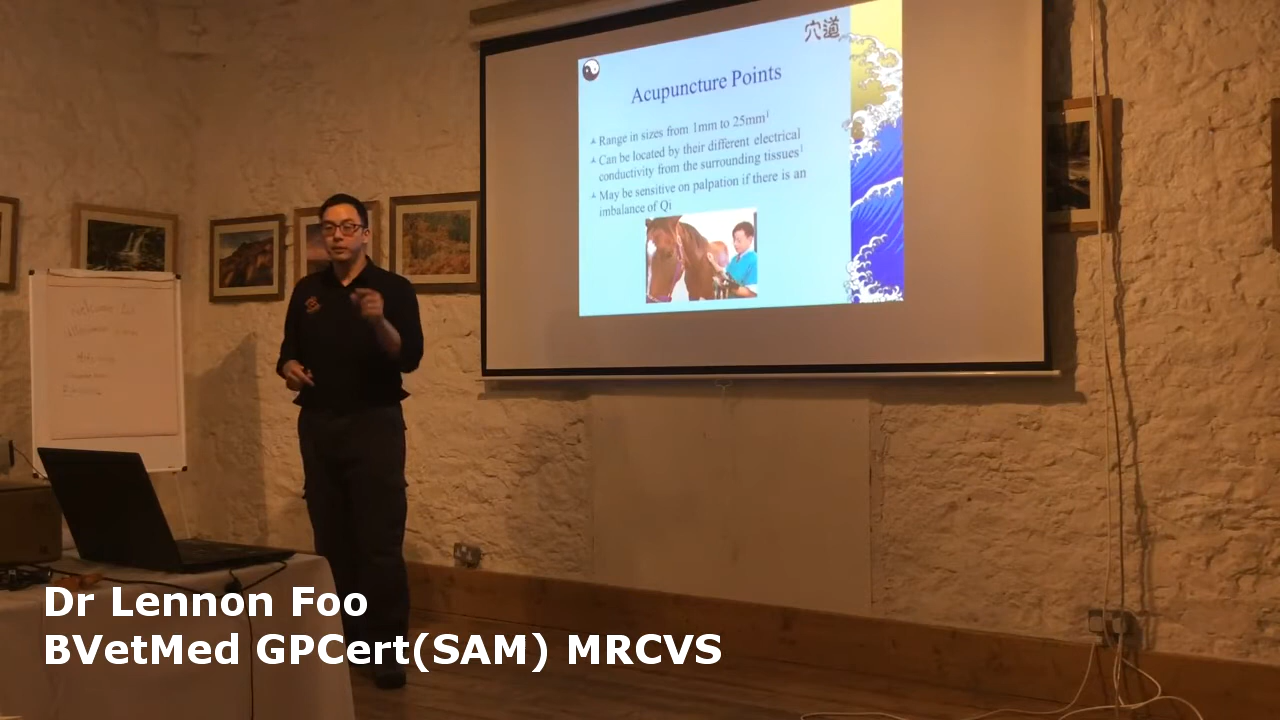 穴道
Acupuncture Points
Range in sizes from 1mm to 25mm¹
Can be located by their different electrical
conductivity from the surrounding tissues¹
May be sensitive on palpation if there is an
imbalance of Qi
Dr Lennon Foo
BVetMed GPCert(SAM) MRCVS